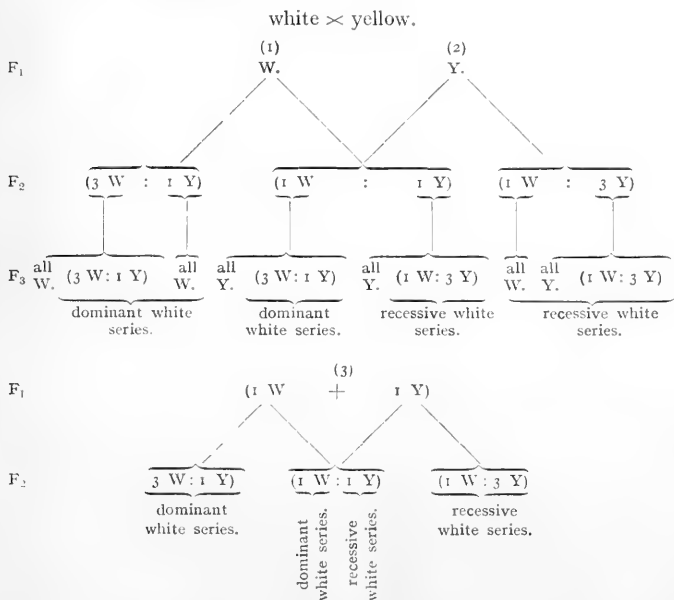 white × yellow.
(1) (2)
F₁ W. Y.
F₂ (3 W : 1 Y) (1 W : 1 Y) (1 W : 3 Y)
all all all all all all
F₃ W. (3 W: 1 Y) W. Y. (3 W: 1 Y) Y. (1 W: 3 Y) W. Y. (1 W: 3 Y)
dominant white dominant recessive white recessive white
series. white series. series. series.
(3)
F₁ (1 W + 1 Y)
F₂ 3 W: 1 Y) (1 W : 1 Y) (1 W : 3 Y)
dominant recessive
white series. white series.
dominant
white series.
recessive
white series.